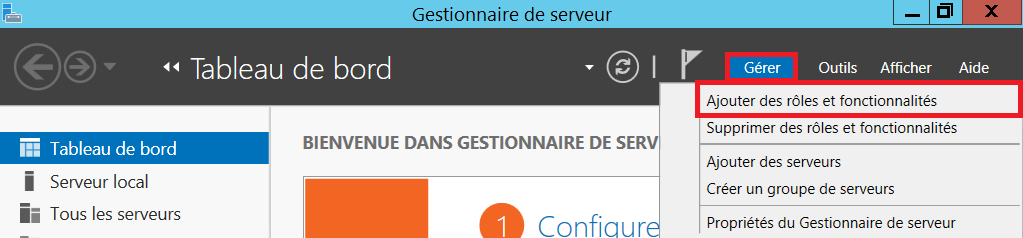 Gestionnaire de serveur
Tableau de bord
Gérer Outils Afficher Aide
Ajouter des rôles et fonctionnalités
Supprimer des rôles et fonctionnalités
Ajouter des serveurs
Créer un groupe de serveurs
Propriétés du Gestionnaire de serveur
Tableau de bord
Serveur local
Tous les serveurs
BIENVENUE DANS GESTIONNAIRE DE SERV
1 Configure